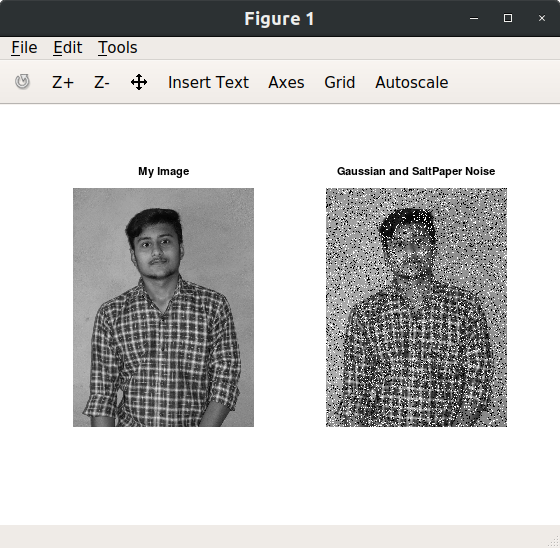 Figure 1
File Edit Tools
Z+ Z- Insert Text Axes Grid Autoscale
My Image
Gaussian and SaltPaper Noise